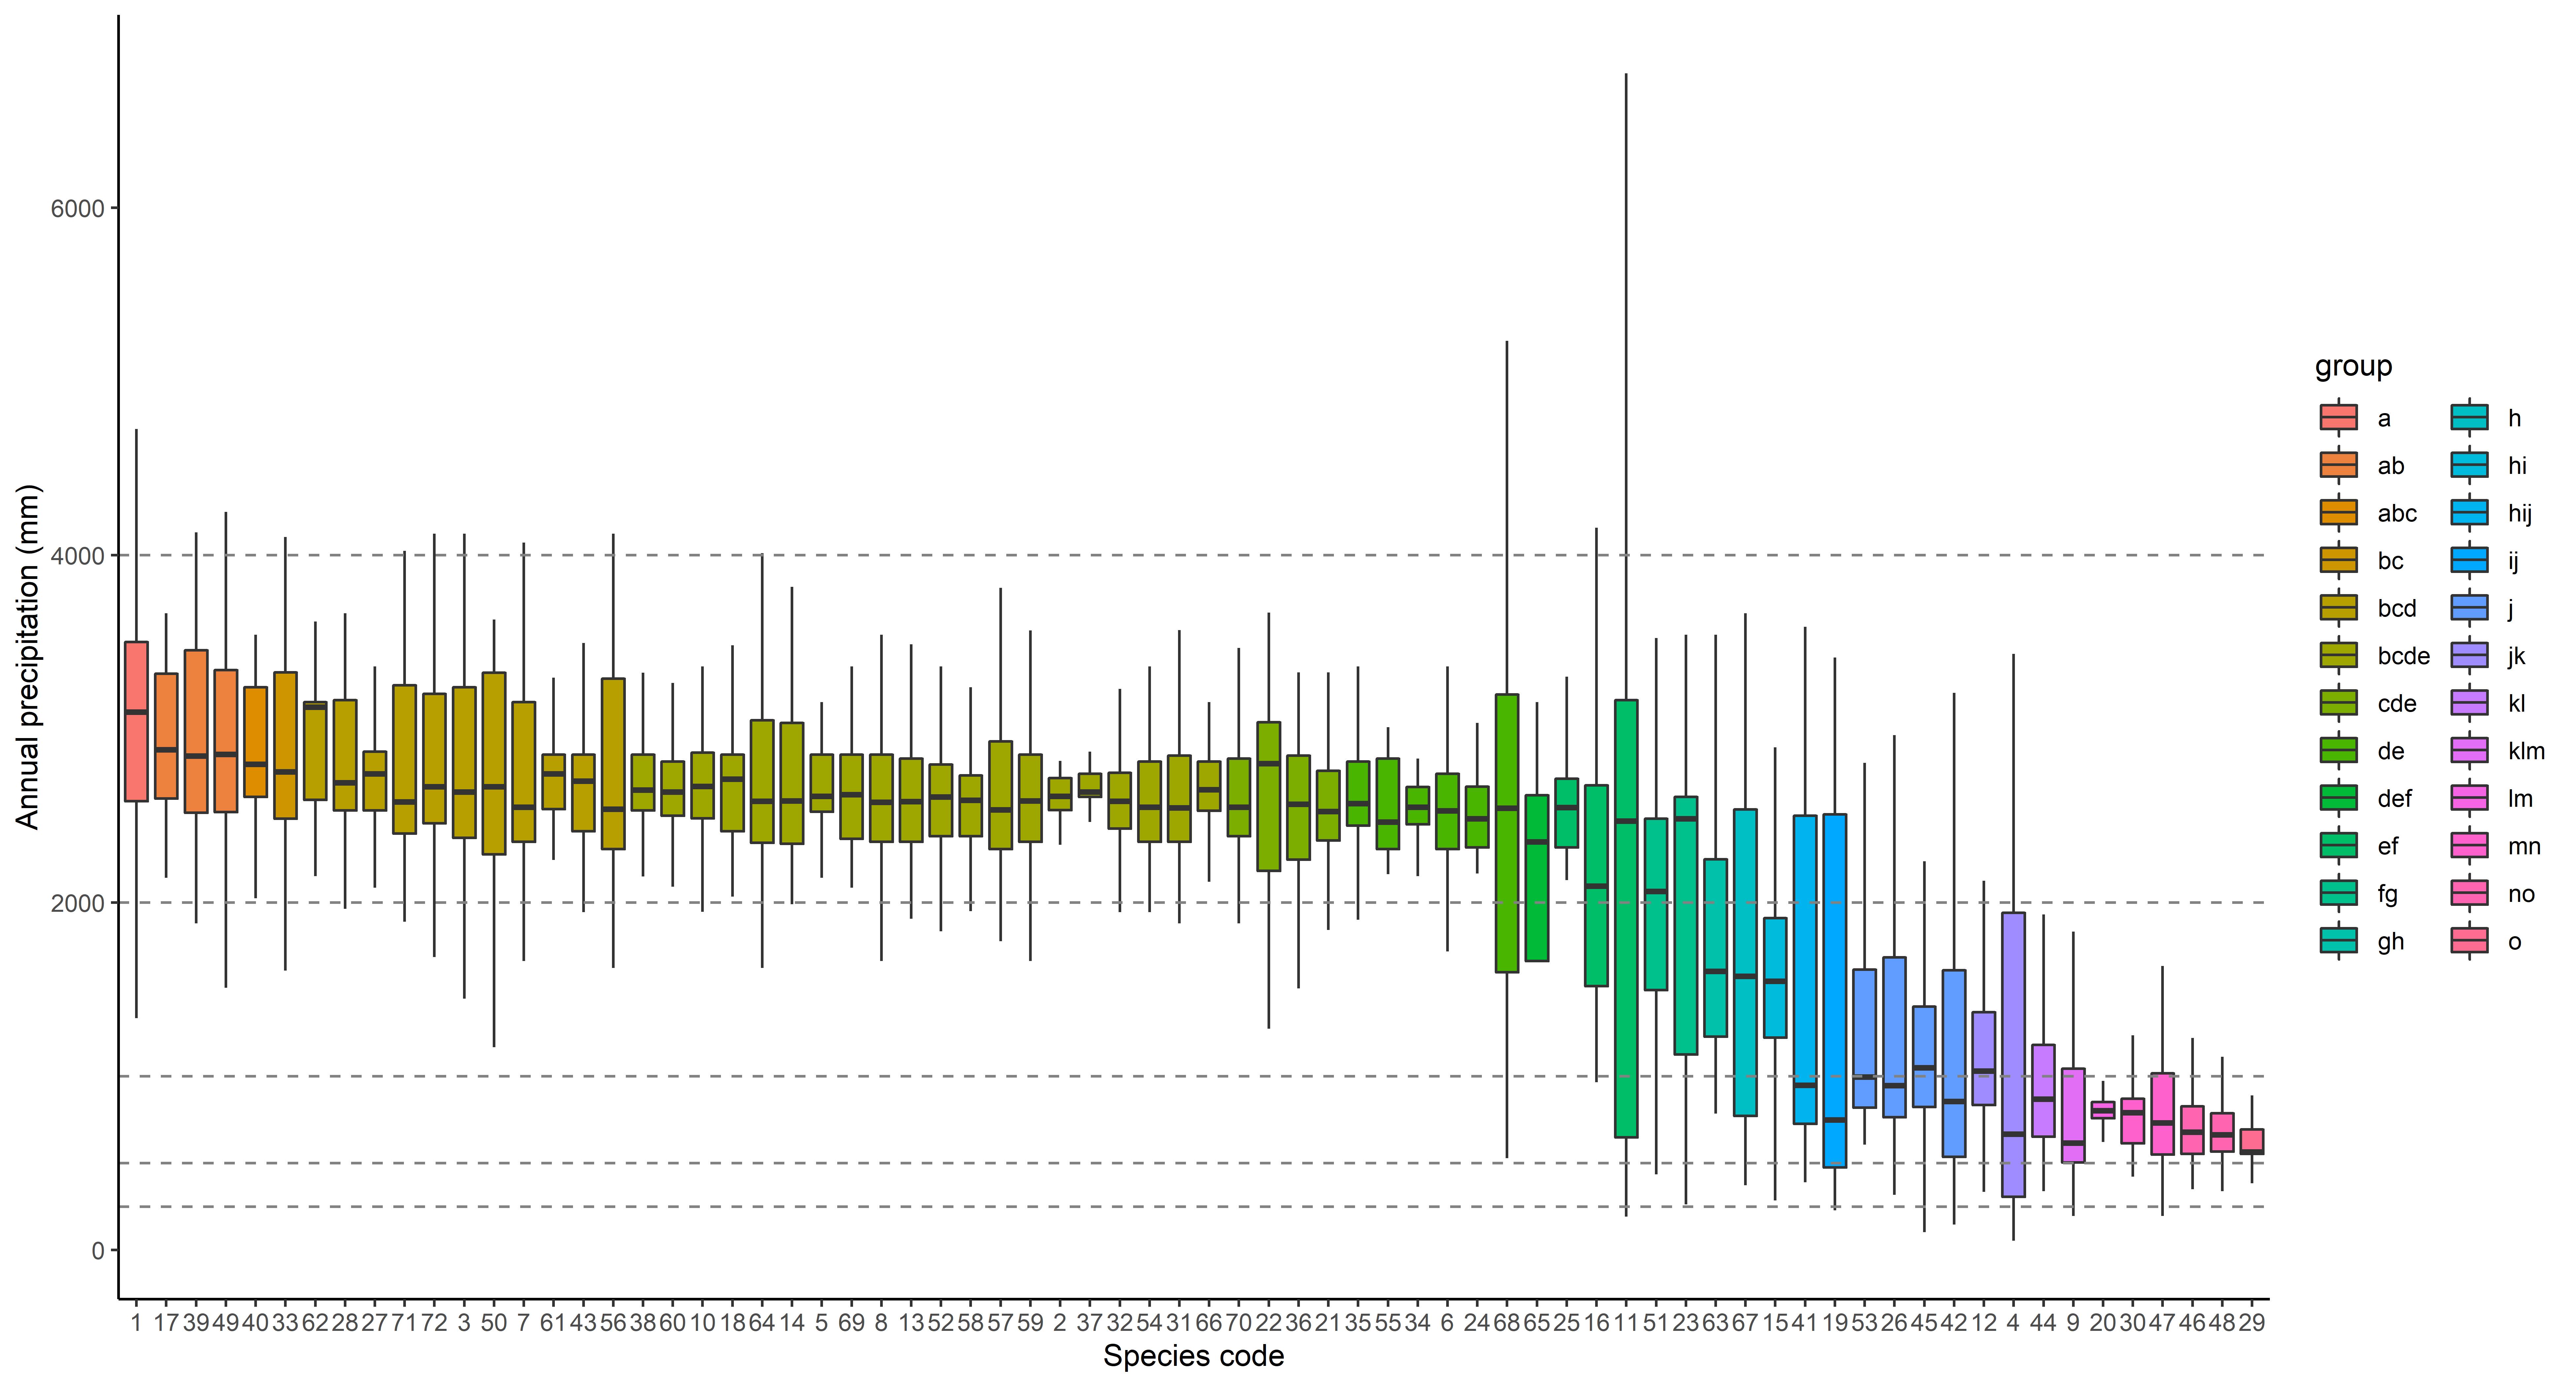 6000
4000
2000
0
Annual precipitation (mm)
1 17 39 49 40 33 62 28 27 71 72 3 50 7 61 43 56 38 60 10 18 64 14 5 69 8 13 52 58 57 59 2 37 32 54 31 66 70 22 36 21 35 55 34 6 24 68 65 25 16 11 51 23 63 67 15 41 19 53 26 45 42 12 4 44 9 20 30 47 46 48 29
Species code
group
a
ab
abc
bc
bcd
bcde
cde
de
def
ef
fg
gh
h
hi
hij
ij
j
jk
kl
klm
lm
mn
no
o